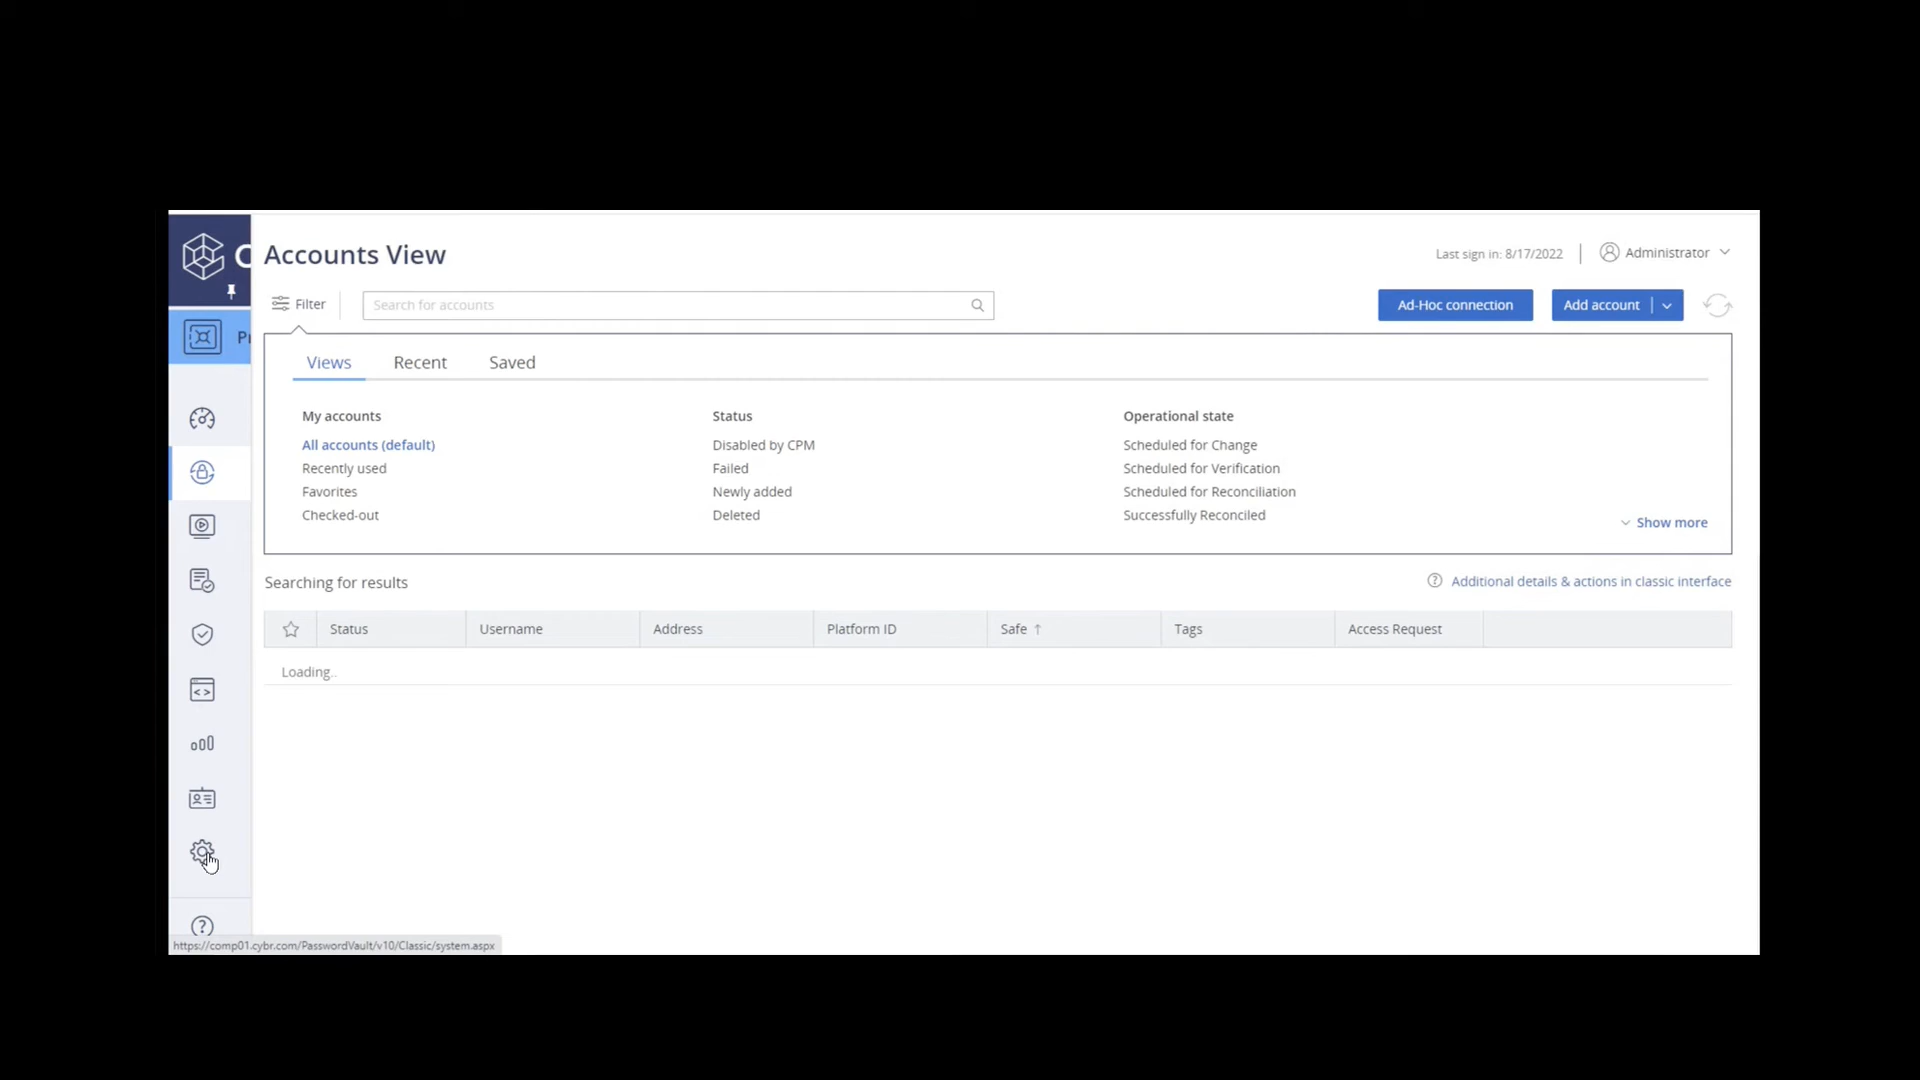 C
Accounts View
Last sign in: 8/17/2022
Administrator
Filter
Search for accounts
Ad-Hoc connection
Add account
Pr
Views
Recent
Saved
My accounts
All accounts (default)
Recently used
Favorites
Checked-out
Status
Disabled by CPM
Failed
Newly added
Deleted
Operational state
Scheduled for Change
Scheduled for Verification
Scheduled for Reconciliation
Successfully Reconciled
Show more
Searching for results
Additional details & actions in classic interface
Status Username Address Platform ID Safe ↑ Tags Access Request
Loading..
https://comp01.cybr.com/PasswordVault/v10/Classic/system.aspx